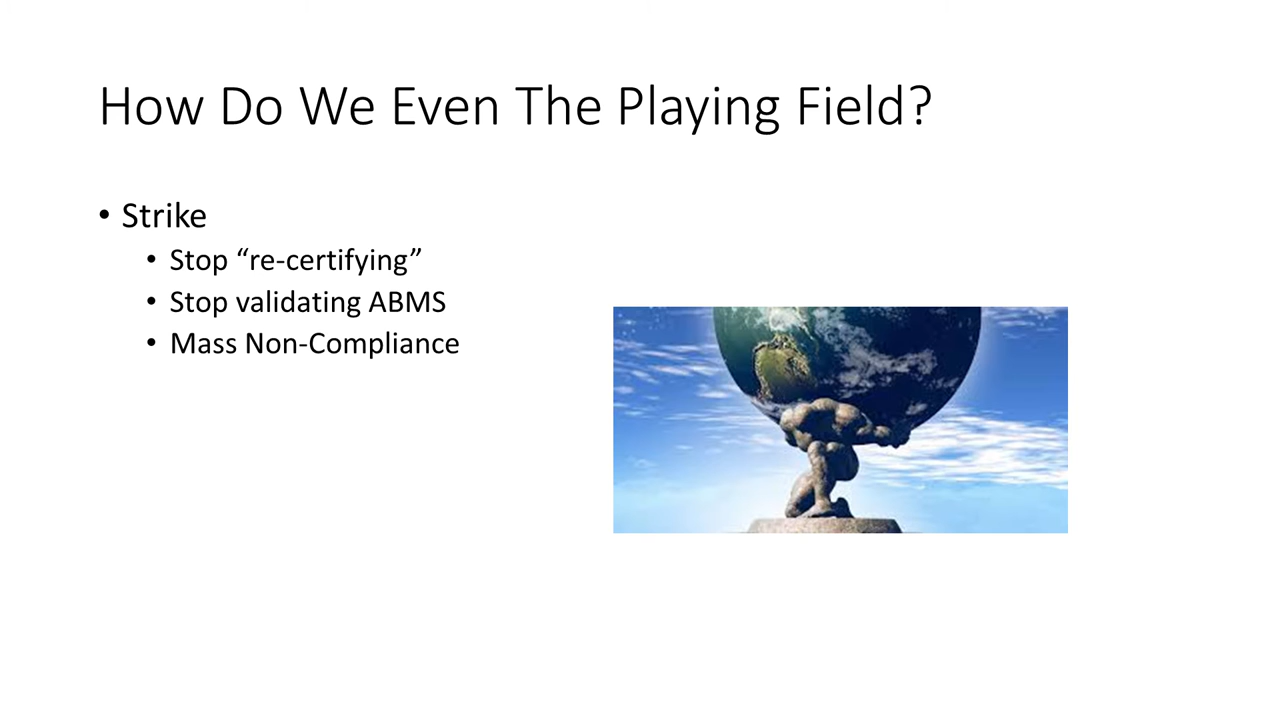 How Do We Even The Playing Field?
• Strike
• Stop “re-certifying”
• Stop validating ABMS
• Mass Non-Compliance